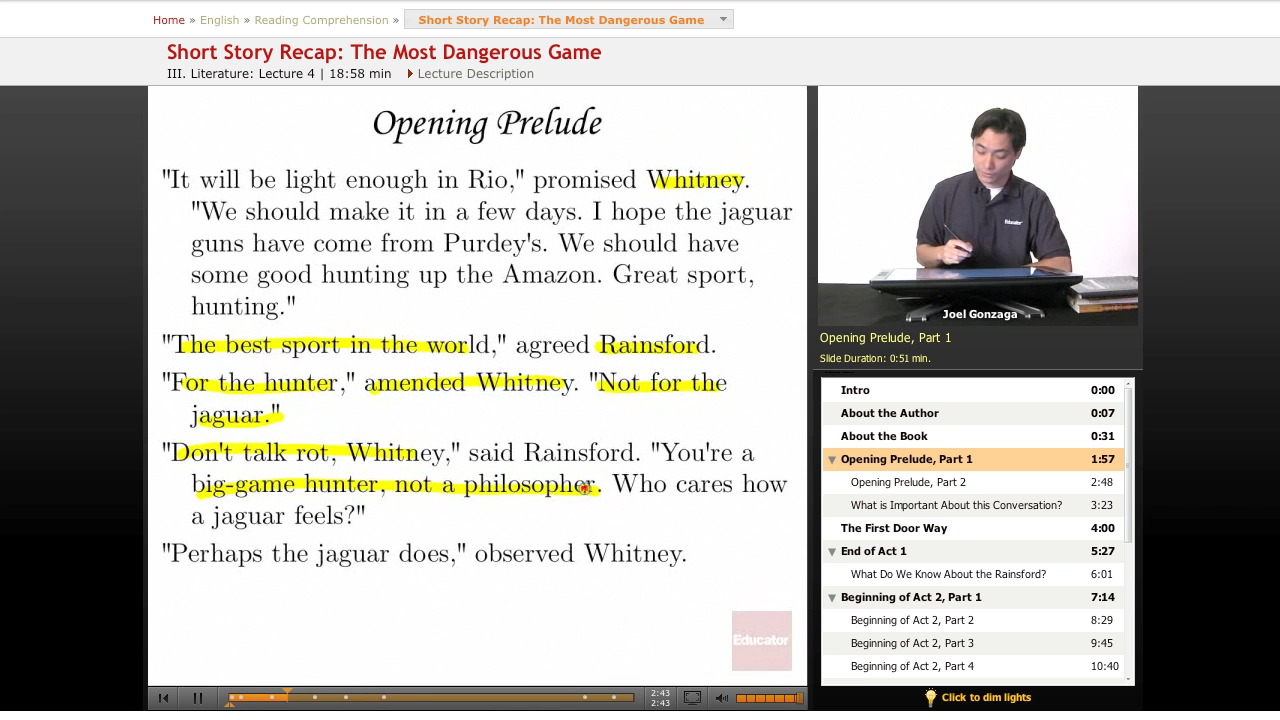 Home » English » Reading Comprehension » Short Story Recap: The Most Dangerous Game
Short Story Recap: The Most Dangerous Game
III. Literature: Lecture 4 | 18:58 min Lecture Description
Opening Prelude
"It will be light enough in Rio," promised Whitney.
"We should make it in a few days. I hope the jaguar
guns have come from Purdey's. We should have
some good hunting up the Amazon. Great sport,
hunting."
"The best sport in the world," agreed Rainsford.
"For the hunter," amended Whitney. "Not for the
jaguar."
"Don't talk rot, Whitney," said Rainsford. "You're a
big-game hunter, not a philosopher. Who cares how
a jaguar feels?"
"Perhaps the jaguar does," observed Whitney.
Educator
2:43
2:43
Educator
Joel Gonzaga
Opening Prelude, Part 1
Slide Duration: 0:51 min.
Intro 0:00
About the Author 0:07
About the Book 0:31
Opening Prelude, Part 1 1:57
Opening Prelude, Part 2 2:48
What is Important About this Conversation? 3:23
The First Door Way 4:00
End of Act 1 5:27
What Do We Know About the Rainsford? 6:01
Beginning of Act 2, Part 1 7:14
Beginning of Act 2, Part 2 8:29
Beginning of Act 2, Part 3 9:45
Beginning of Act 2, Part 4 10:40
Click to dim lights